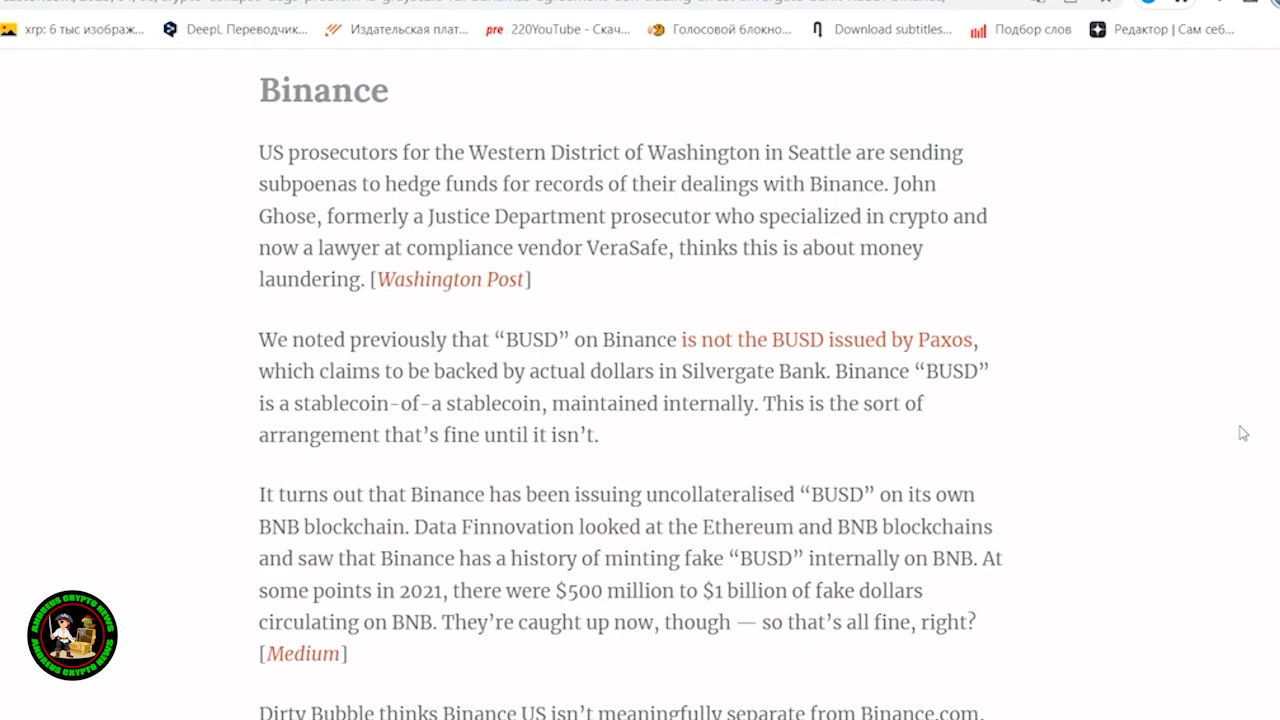 хrр: 6 тыс изображ...
DeepL Переводчик...
Издательская плат...
pre 220YouTube - Скач...
Голосовой блокно...
Download subtitles...
Подбор слов
Редактор | Сам себ...
Binance
US prosecutors for the Western District of Washington in Seattle are sending
subpoenas to hedge funds for records of their dealings with Binance. John
Ghose, formerly a Justice Department prosecutor who specialized in crypto and
now a lawyer at compliance vendor VeraSafe, thinks this is about money
laundering. [Washington Post]
We noted previously that “BUSD” on Binance is not the BUSD issued by Paxos,
which claims to be backed by actual dollars in Silvergate Bank. Binance “BUSD”
is a stablecoin-of-a stablecoin, maintained internally. This is the sort of
arrangement that’s fine until it isn’t.
It turns out that Binance has been issuing uncollateralised “BUSD” on its own
BNB blockchain. Data Finnovation looked at the Ethereum and BNB blockchains
and saw that Binance has a history of minting fake “BUSD” internally on BNB. At
some points in 2021, there were $500 million to $1 billion of fake dollars
circulating on BNB. They’re caught up now, though — so that’s all fine, right?
[Medium]
Dirty Bubble thinks Binance US isn’t meaningfully separate from Binance.com.
ANDREUS CRYPTO NEWS
ANDREUS CRYPTO NEWS